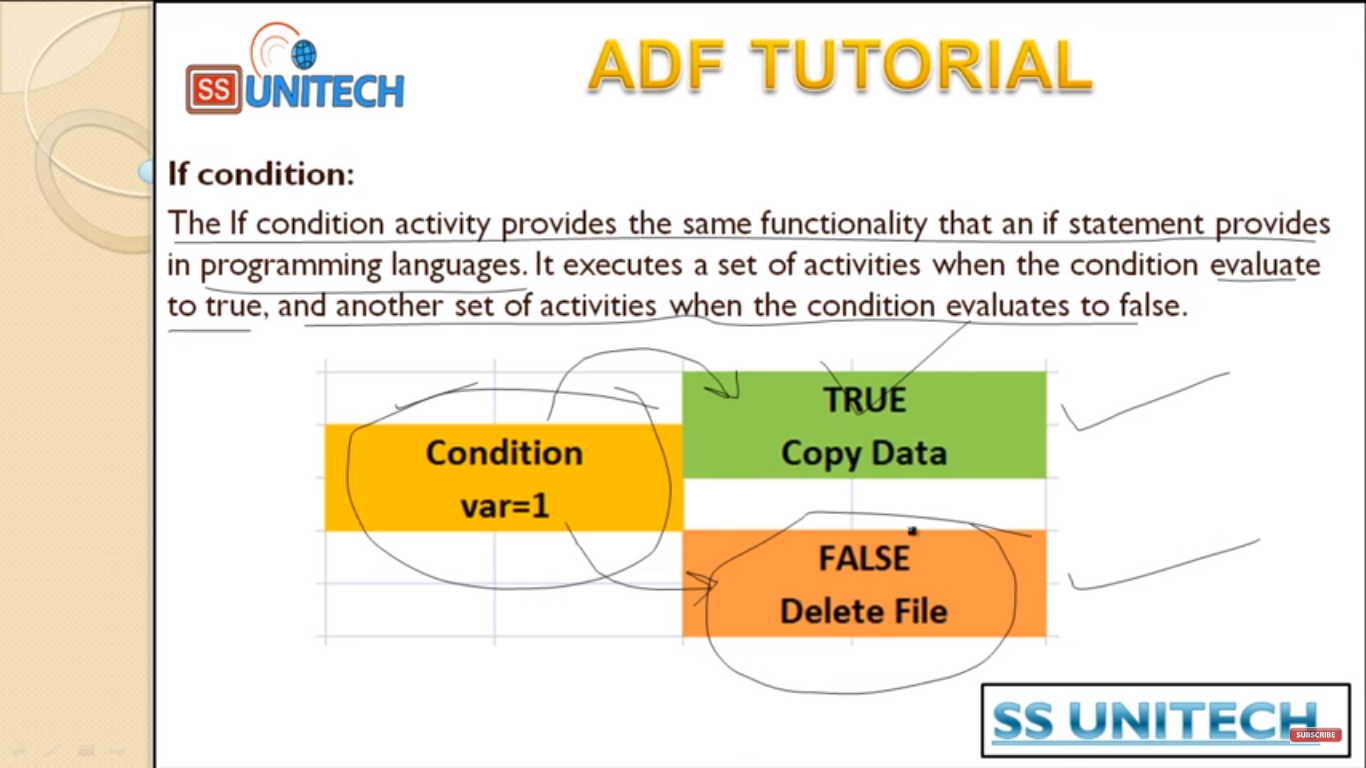 SS UNITECH
ADF TUTORIAL
If condition:
The If condition activity provides the same functionality that an if statement provides
in programming languages. It executes a set of activities when the condition evaluate
to true, and another set of activities when the condition evaluates to false.
TRUE
Copy Data
Condition
var=1
FALSE
Delete File
SS UNITECH
SUBSCRIBE